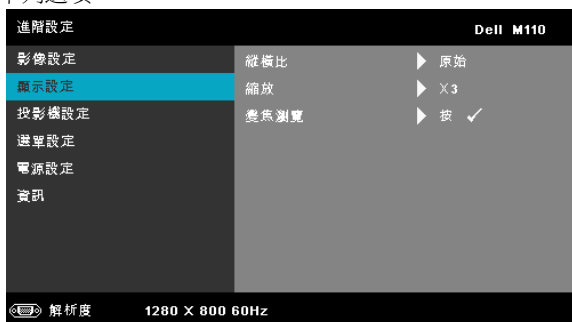 進階設定 Dell M110
影像設定 縱橫比 原始
顯示設定 縮放 X3
投影機設定 變焦瀏覽 按 ✓
選單設定
電源設定
資訊
解析度 1280 X 800 60Hz